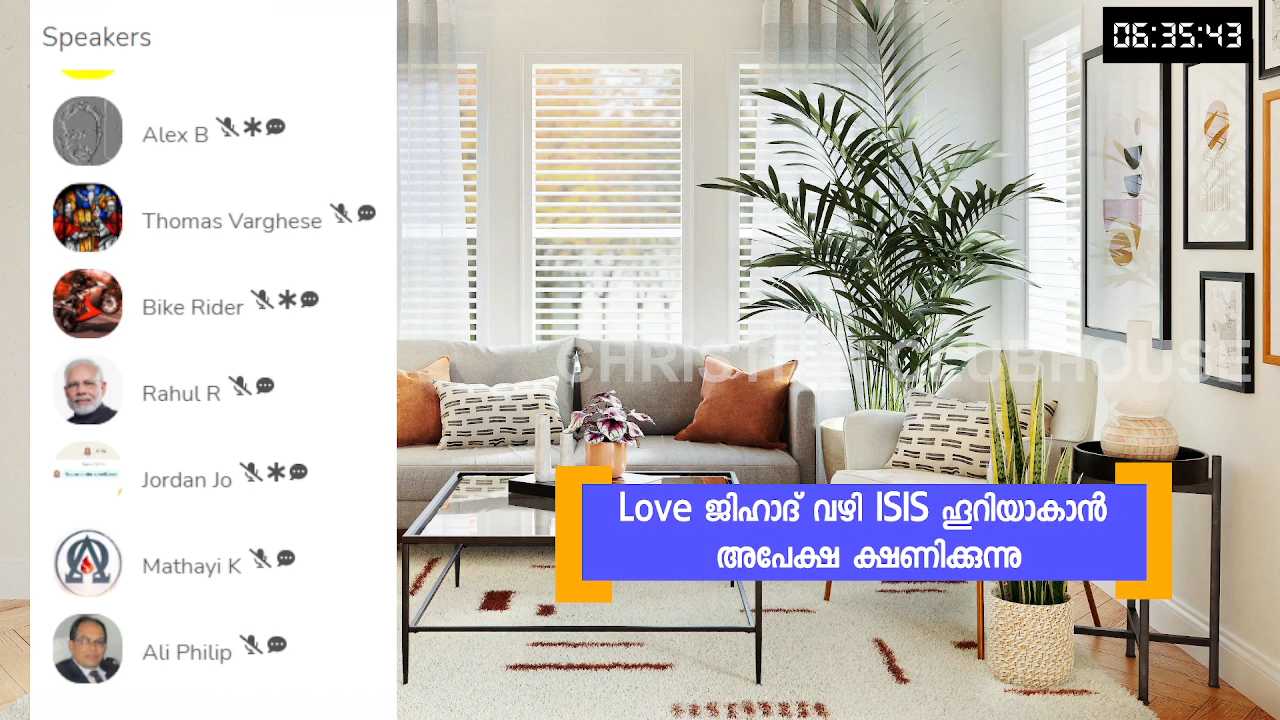 Speakers
Alex B
Thomas Varghese
Bike Rider
Rahul R
Jordan Jo
Mathayi K
Ali Philip
06:35:43
CLUBHOUSE
Love ജിഹാദ് വഴി ISIS ഹൂറിയാകാൻ
അപേക്ഷ ക്ഷണിക്കുന്നു